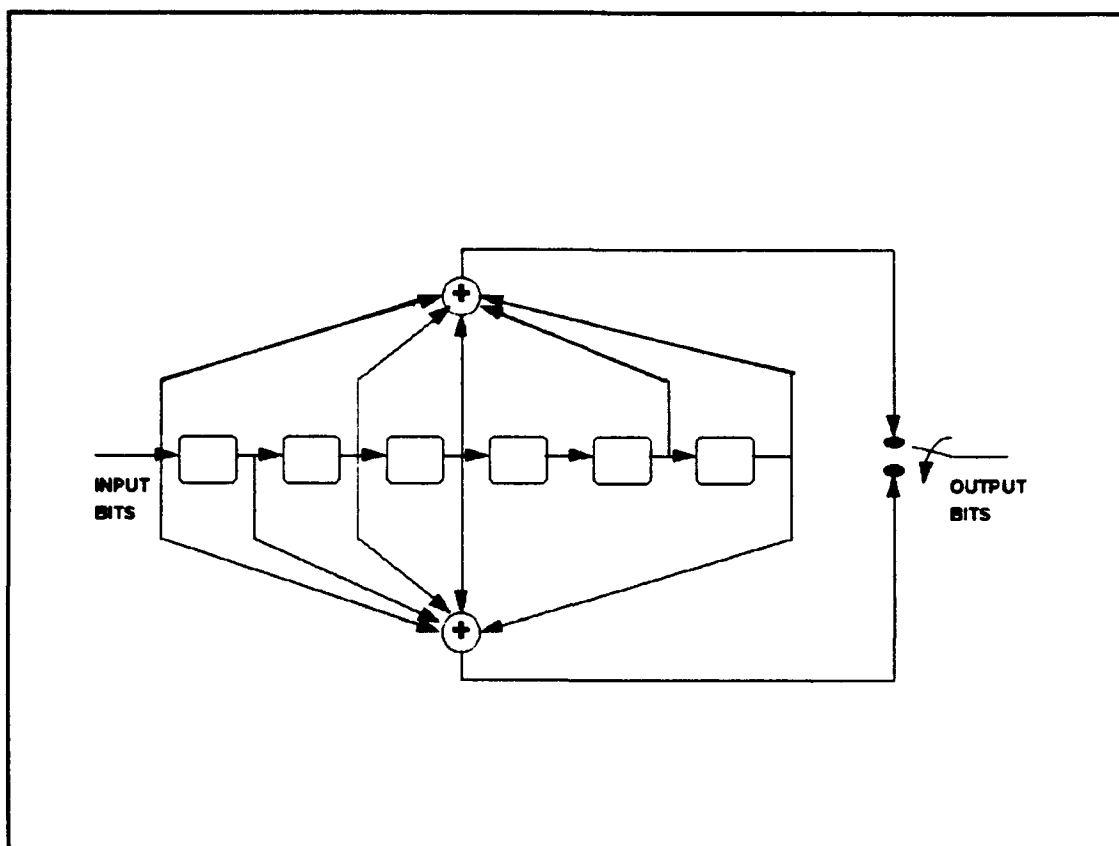 +
INPUT
BITS
OUTPUT
BITS
+